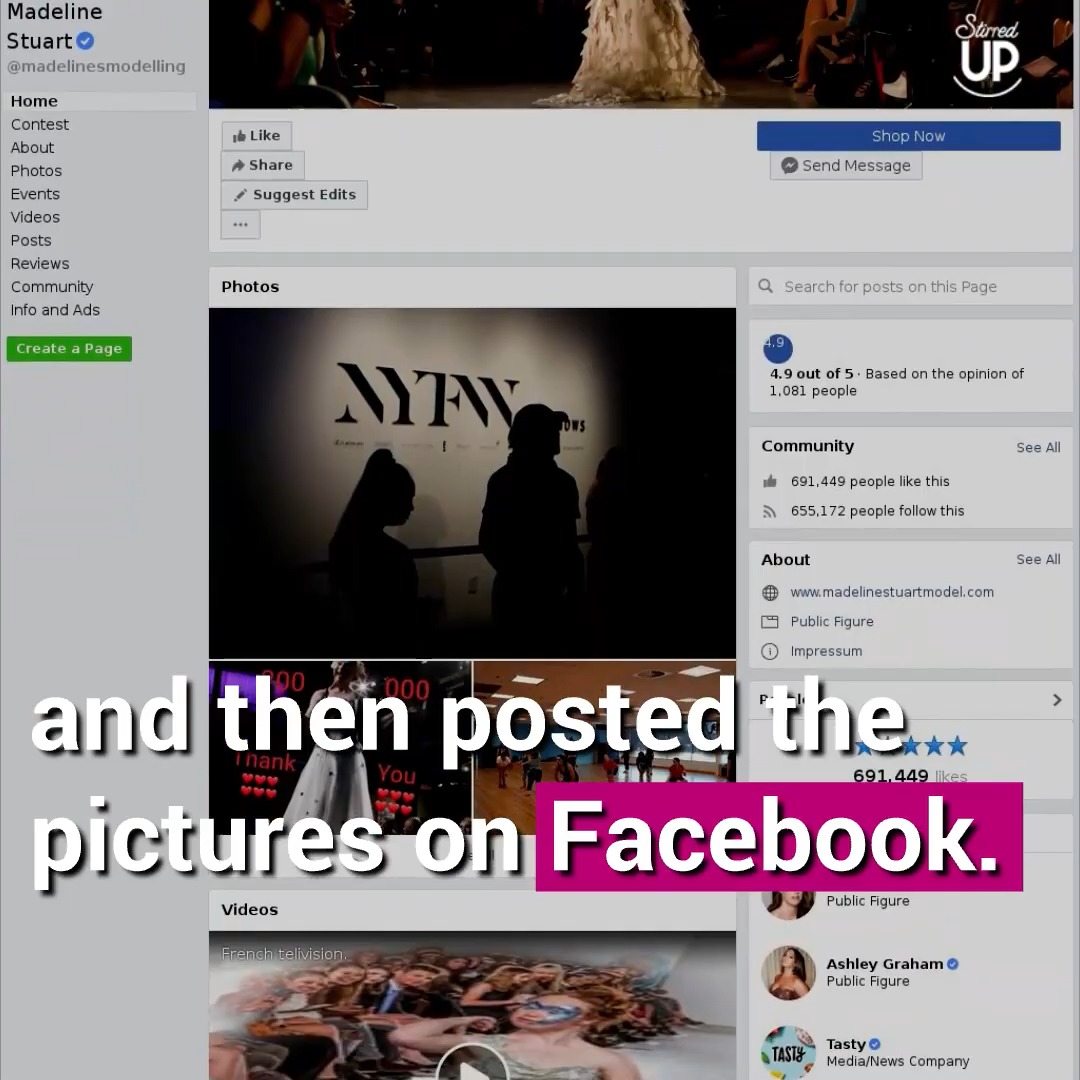 Madeline
Stuart
@madelinesmodelling
Home
Contest
About
Photos
Events
Videos
Posts
Reviews
Community
Info and Ads
Create a Page
Stirred
UP
Like
Share
Suggest Edits
...
Shop Now
Send Message
Photos
NYFW
000
000
Thank
You
Search for posts on this Page
4.9
4.9 out of 5 · Based on the opinion of
1,081 people
Community
See All
691,449 people like this
655,172 people follow this
About
See All
www.madelinestuartmodel.com
Public Figure
Impressum
691,449 likes
and then posted the
pictures on Facebook.
Videos
French telivision.
Public Figure
Ashley Graham
Public Figure
TASTY
Tasty
Media/News Company